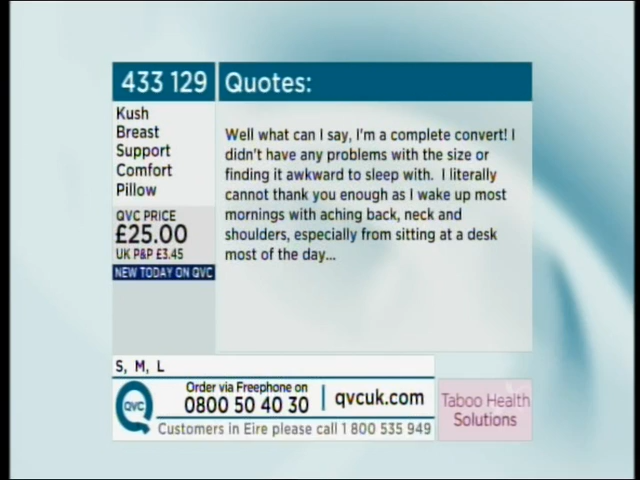 433 129
Quotes:
Kush
Breast
Support
Comfort
Pillow
QVC PRICE
£25.00
UK P&P £3.45
NEW TODAY ON QVC
Well what can I say, I'm a complete convert! I
didn't have any problems with the size or
finding it awkward to sleep with.  I literally
cannot thank you enough as I wake up most
mornings with aching back, neck and
shoulders, especially from sitting at a desk
most of the day...
S, M, L
QVC
Order via Freephone on
0800 50 40 30
qvcuk.com
Customers in Eire please call 1 800 535 949
Taboo Health
Solutions